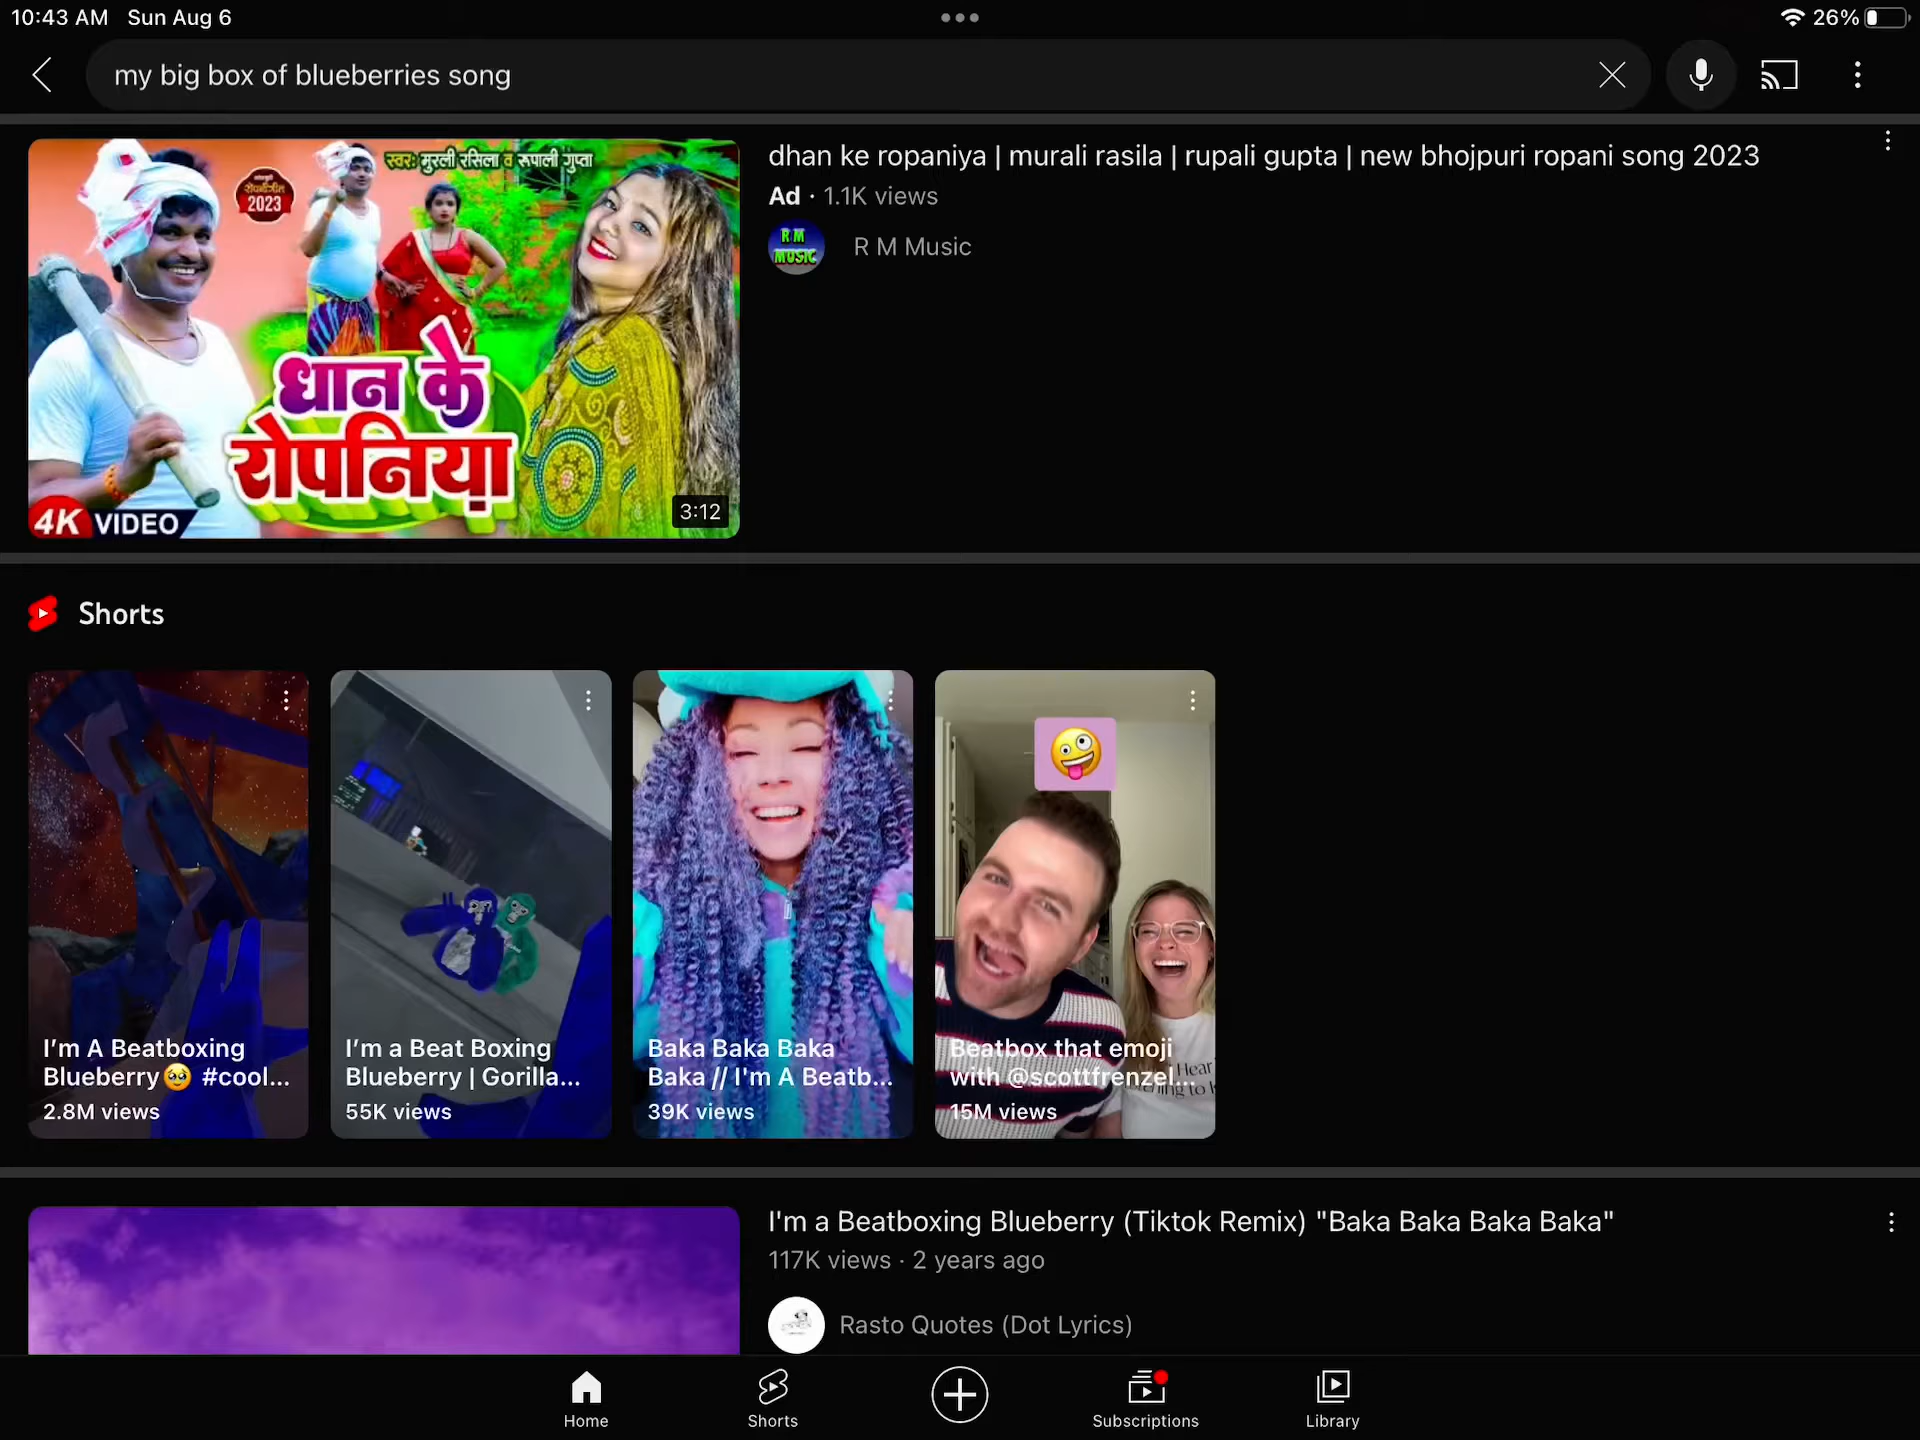 10:43 AM Sun Aug 6
26%
my big box of blueberries song
स्वर: मुरली रसिला व रूपाली गुप्ता
2023
धान के
रोपनिया
4K VIDEO
3:12
dhan ke ropaniya | murali rasila | rupali gupta | new bhojpuri ropani song 2023
Ad · 1.1K views
R M
MUSIC
R M Music
Shorts
I’m A Beatboxing
Blueberry🥹 #cool...
2.8M views
I’m a Beat Boxing
Blueberry | Gorilla...
55K views
Baka Baka Baka
Baka // I'm A Beatb...
39K views
Beatbox that emoji
with @scottfrenzel...
15M views
Hear
I'm a Beatboxing Blueberry (Tiktok Remix) "Baka Baka Baka Baka"
117K views · 2 years ago
Rasto Quotes (Dot Lyrics)
Home
Shorts
Subscriptions
Library